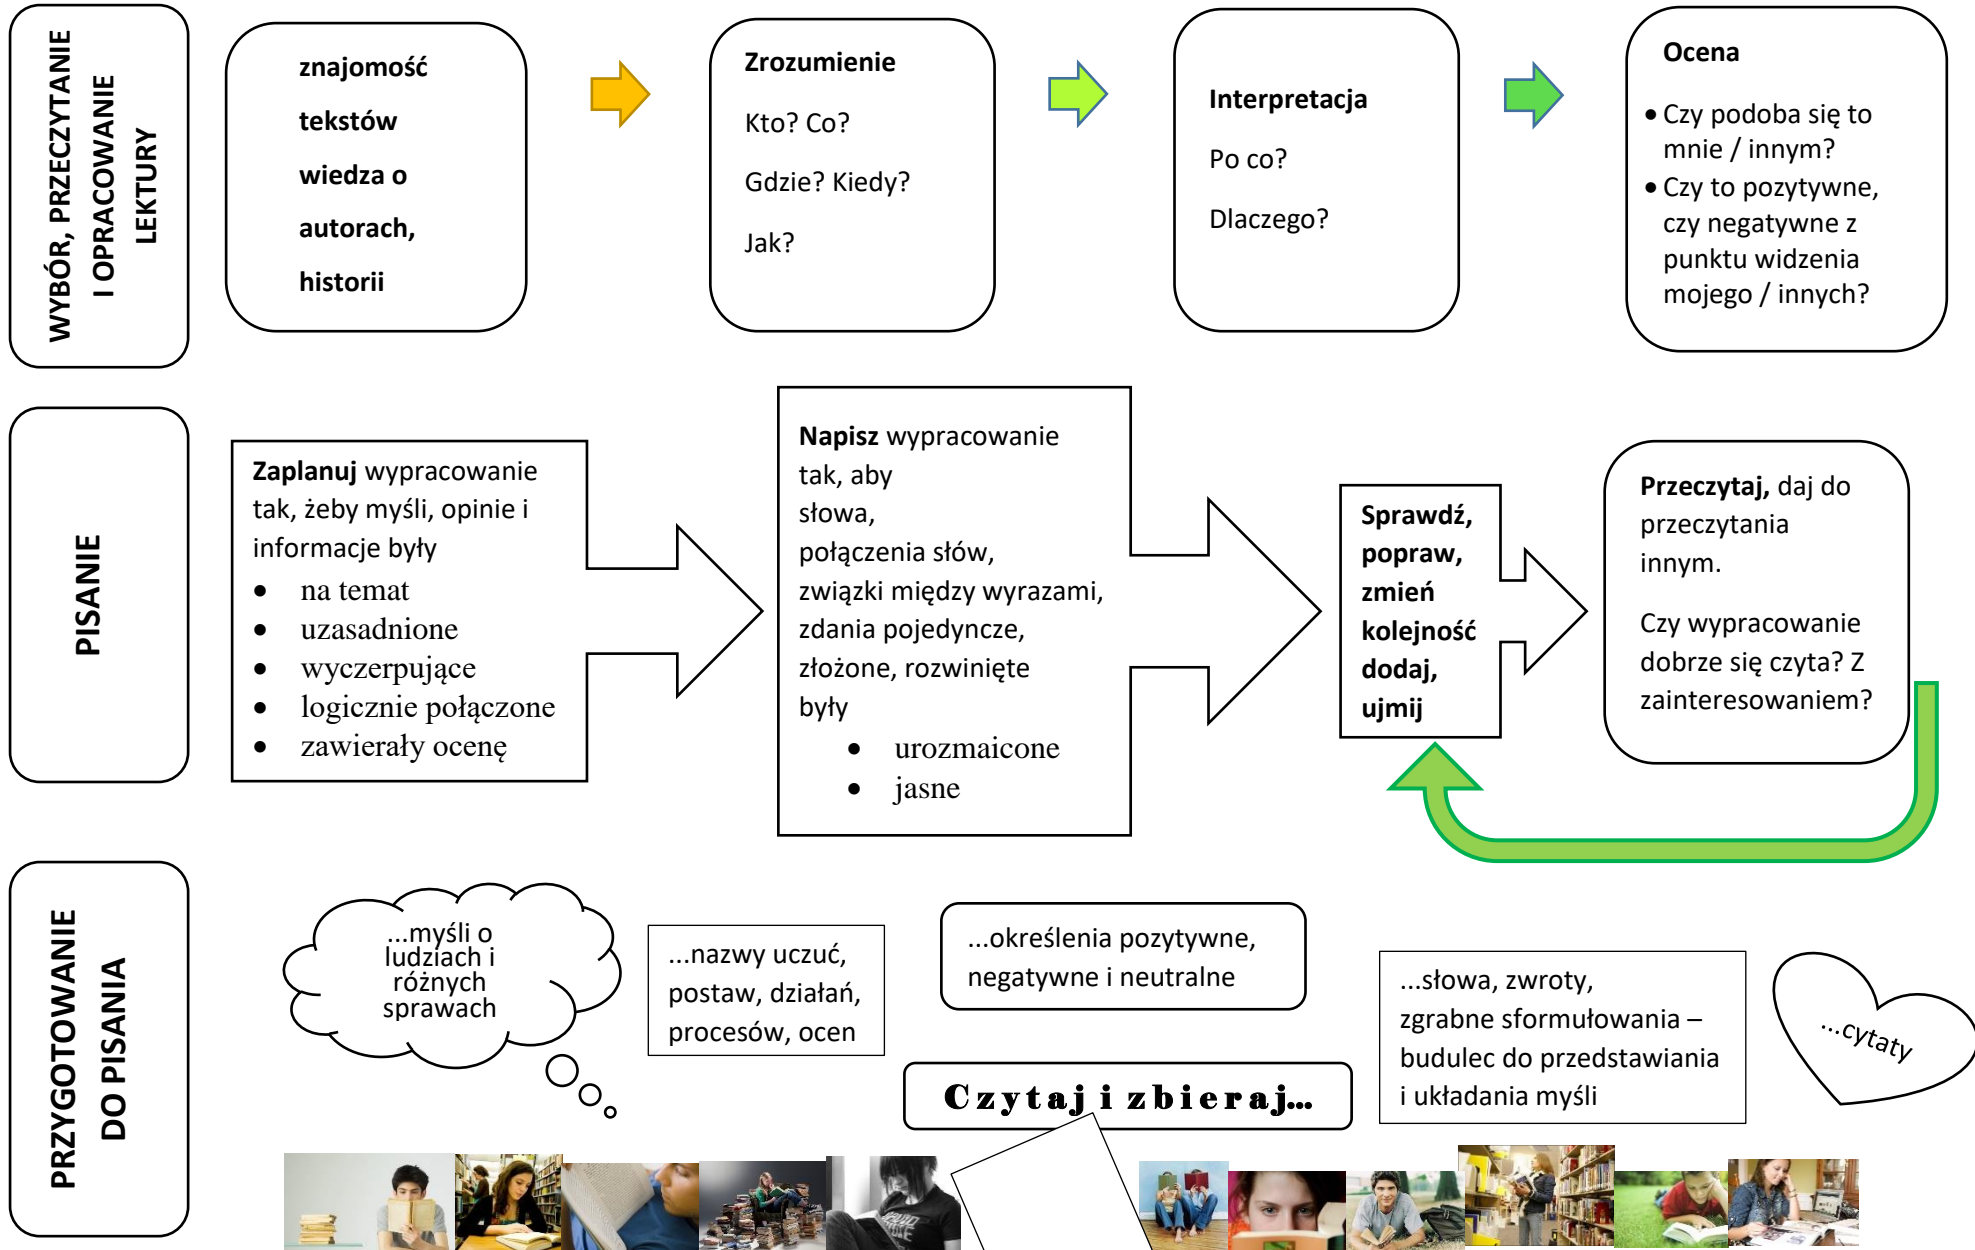 WYBÓR, PRZECZYTANIE
I OPRACOWANIE
LEKTURY
znajomość
tekstów
wiedza o
autorach,
historii
Zrozumienie
Kto? Co?
Gdzie? Kiedy?
Jak?
Interpretacja
Po co?
Dlaczego?
Ocena
• Czy podoba się to
mnie / innym?
• Czy to pozytywne,
czy negatywne z
punktu widzenia
mojego / innych?
PISANIE
Zaplanuj wypracowanie
tak, żeby myśli, opinie i
informacje były
• na temat
• uzasadnione
• wyczerpujące
• logicznie połączone
• zawierały ocenę
Napisz wypracowanie
tak, aby
słowa,
połączenia słów,
związki między wyrazami,
zdania pojedyncze,
złożone, rozwinięte
były
• urozmaicone
• jasne
Sprawdź,
popraw,
zmień
kolejność
dodaj,
ujmij
Przeczytaj, daj do
przeczytania
innym.
Czy wypracowanie
dobrze się czyta? Z
zainteresowaniem?
PRZYGOTOWANIE
DO PISANIA
...myśli o
ludziach i
różnych
sprawach
...nazwy uczuć,
postaw, działań,
procesów, ocen
...określenia pozytywne,
negatywne i neutralne
...słowa, zwroty,
zgrabne sformułowania –
budulec do przedstawiania
i układania myśli
...cytaty
Czytaj i zbieraj...